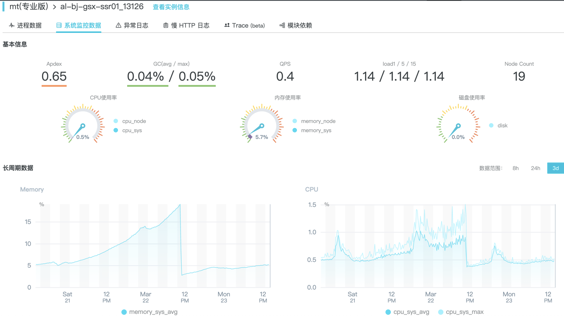 mt(专业版) > al-bj-gsx-ssr01_13126 查看实例信息
进程数据 系统监控数据 异常日志 慢 HTTP 日志 Trace (beta) 模块依赖
基本信息
Apdex GC(avg / max) QPS load1 / 5 / 15 Node Count
0.65 0.04% / 0.05% 0.4 1.14 / 1.14 / 1.14 19
CPU使用率 内存使用率 磁盘使用率
cpu_node memory_node disk
cpu_sys memory_sys
0.5% 5.7% 0.0%
长周期数据 数据范围: 8h 24h 3d
Memory CPU
% %
15 10 5 0
1.5 1.0 0.5 0.0
Sat 21 12 PM Mar 22 12 PM Mon 23 12 PM
Sat 21 12 PM Mar 22 12 PM Mon 23 12 PM
memory_sys_avg cpu_sys_avg cpu_sys_max